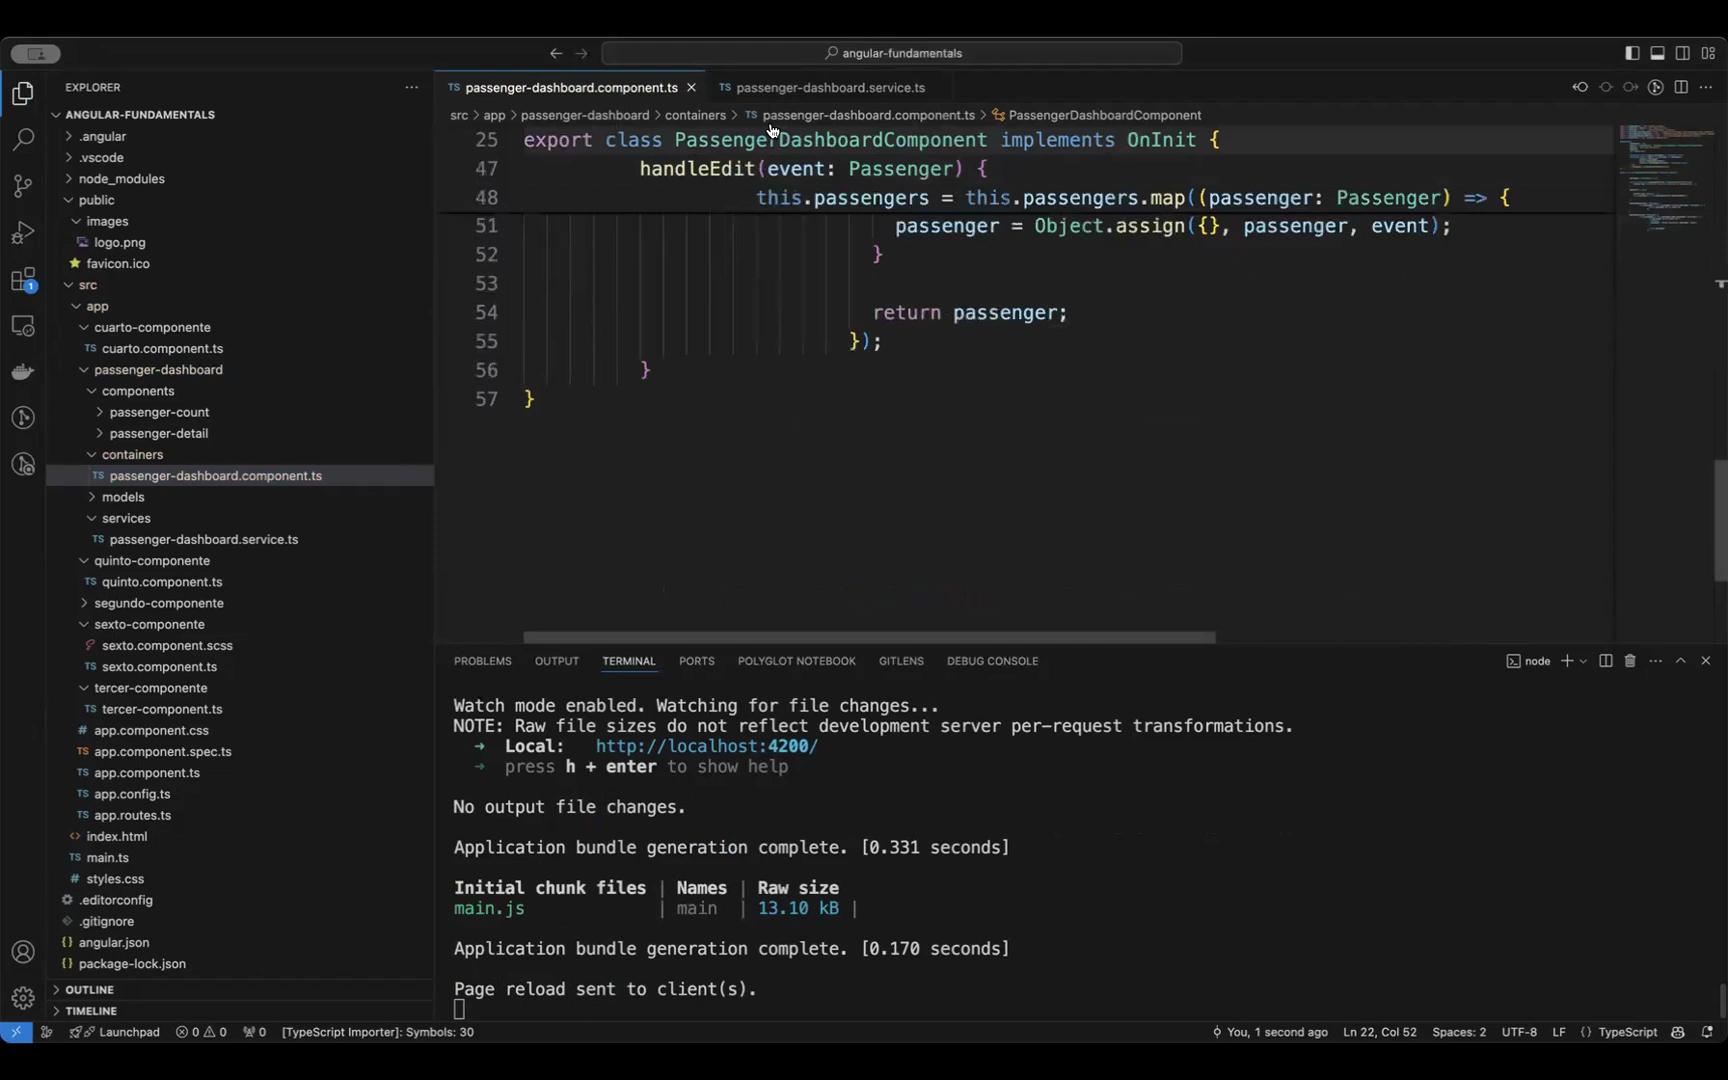 angular-fundamentals
EXPLORER
ANGULAR-FUNDAMENTALS
.angular
.vscode
node_modules
public
images
logo.png
favicon.ico
src
app
cuarto-componente
cuarto.component.ts
passenger-dashboard
components
passenger-count
passenger-detail
containers
passenger-dashboard.component.ts
models
services
passenger-dashboard.service.ts
quinto-componente
quinto.component.ts
segundo-componente
sexto-componente
sexto.component.scss
sexto.component.ts
tercer-componente
tercer-component.ts
app.component.css
app.component.spec.ts
app.component.ts
app.config.ts
app.routes.ts
index.html
main.ts
styles.css
.editorconfig
.gitignore
angular.json
package-lock.json
OUTLINE
TIMELINE
passenger-dashboard.component.ts
passenger-dashboard.service.ts
src > app > passenger-dashboard > containers > TS passenger-dashboard.component.ts > PassengerDashboardComponent
25 export class PassengerDashboardComponent implements OnInit {
47 handleEdit(event: Passenger) {
48 this.passengers = this.passengers.map((passenger: Passenger) => {
51 passenger = Object.assign({}, passenger, event);
52 }
53
54 return passenger;
55 });
56 }
57 }
PROBLEMS OUTPUT TERMINAL PORTS POLYGLOT NOTEBOOK GITLENS DEBUG CONSOLE
node
Watch mode enabled. Watching for file changes...
NOTE: Raw file sizes do not reflect development server per-request transformations.
➜ Local: http://localhost:4200/
➜ press h + enter to show help
No output file changes.
Application bundle generation complete. [0.331 seconds]
Initial chunk files | Names | Raw size
main.js | main | 13.10 kB |
Application bundle generation complete. [0.170 seconds]
Page reload sent to client(s).
Launchpad 0 0 0 [TypeScript Importer]: Symbols: 30 You, 1 second ago Ln 22, Col 52 Spaces: 2 UTF-8 LF {} TypeScript